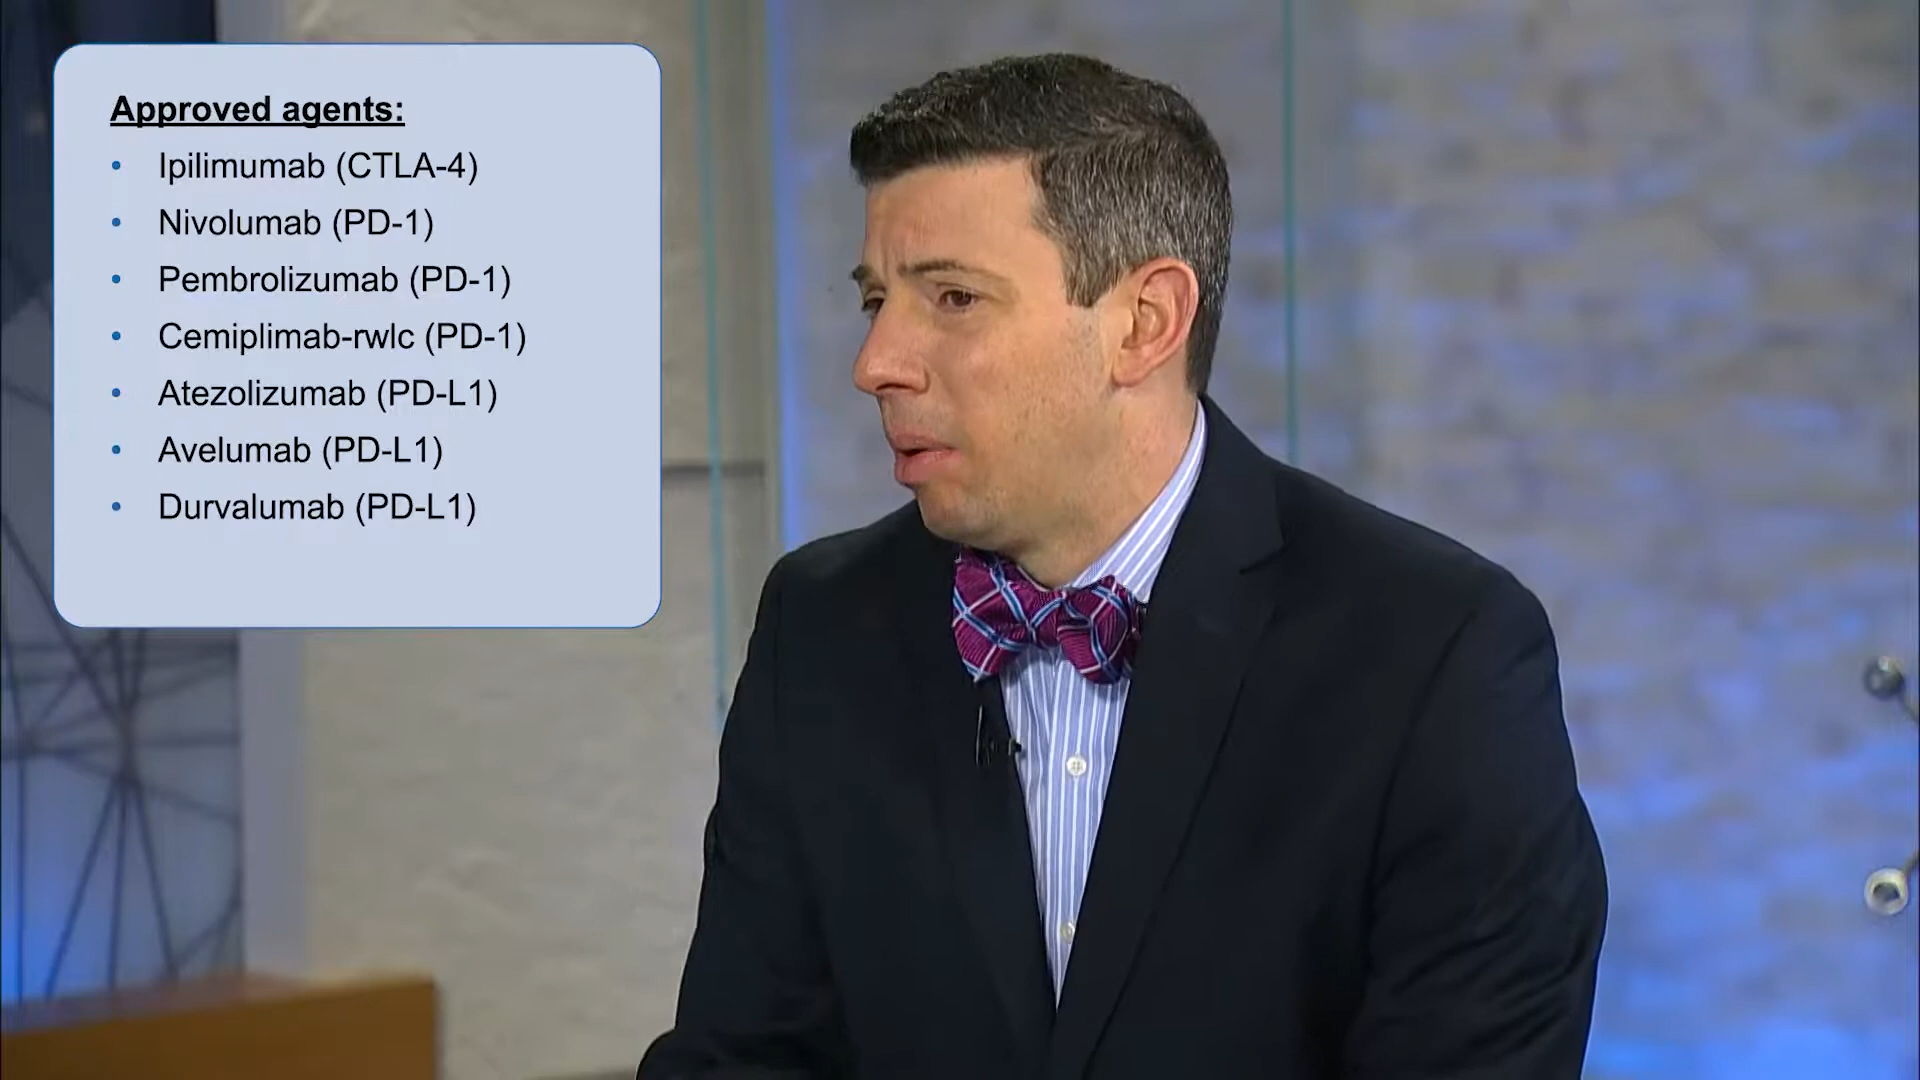 Approved agents:
• Ipilimumab (CTLA-4)
• Nivolumab (PD-1)
• Pembrolizumab (PD-1)
• Cemiplimab-rwlc (PD-1)
• Atezolizumab (PD-L1)
• Avelumab (PD-L1)
• Durvalumab (PD-L1)